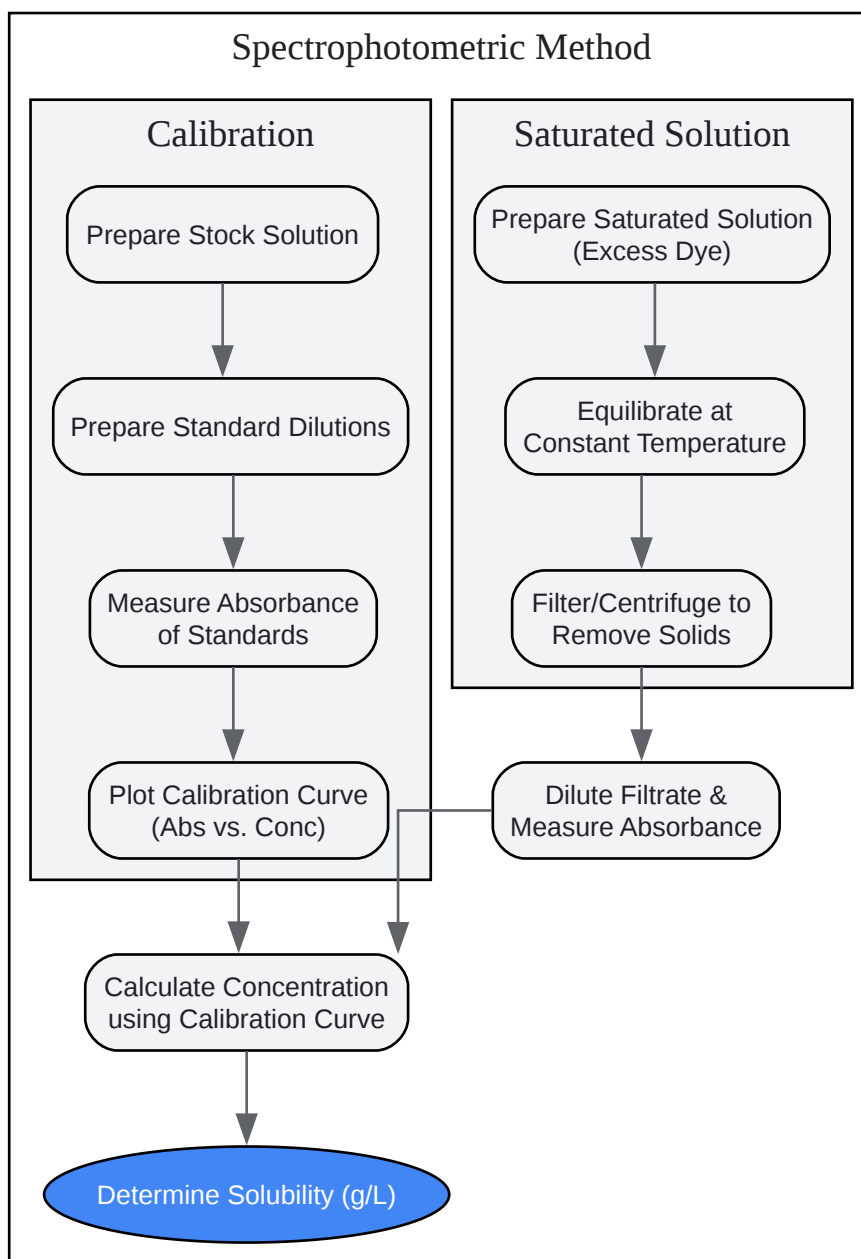 Spectrophotometric Method
Calibration
Prepare Stock Solution
Prepare Standard Dilutions
Measure Absorbance
of Standards
Plot Calibration Curve
(Abs vs. Conc)
Saturated Solution
Prepare Saturated Solution
(Excess Dye)
Equilibrate at
Constant Temperature
Filter/Centrifuge to
Remove Solids
Dilute Filtrate &
Measure Absorbance
Calculate Concentration
using Calibration Curve
Determine Solubility (g/L)